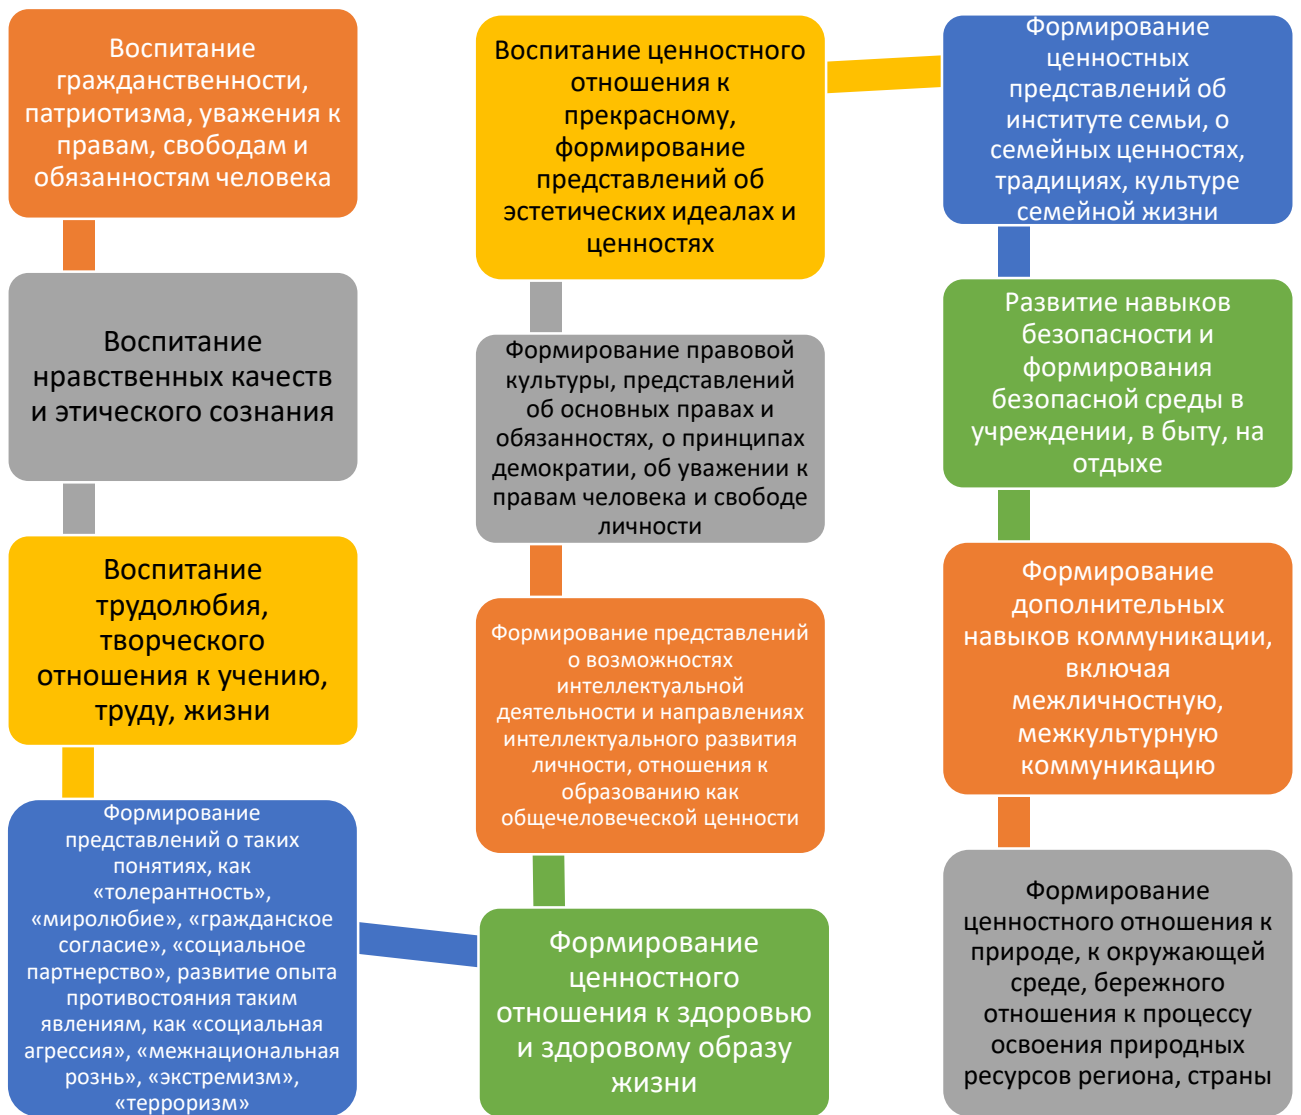 Воспитание
гражданственности,
патриотизма, уважения к
правам, свободам и
обязанностям человека
Воспитание
нравственных качеств
и этического сознания
Воспитание
трудолюбия,
творческого
отношения к учению,
труду, жизни
Формирование
представлений о таких
понятиях, как
«толерантность»,
«миролюбие», «гражданское
согласие», «социальное
партнерство», развитие опыта
противостояния таким
явлениям, как «социальная
агрессия», «межнациональная
рознь», «экстремизм»,
«терроризм»
Формирование
ценностного
отношения к здоровью
и здоровому образу
жизни
Формирование представлений
о возможностях
интеллектуальной
деятельности и направлениях
интеллектуального развития
личности, отношения к
образованию как
общечеловеческой ценности
Формирование правовой
культуры, представлений
об основных правах и
обязанностях, о принципах
демократии, об уважении к
правам человека и свободе
личности
Воспитание ценностного
отношения к
прекрасному,
формирование
представлений об
эстетических идеалах и
ценностях
Формирование
ценностных
представлений об
институте семьи, о
семейных ценностях,
традициях, культуре
семейной жизни
Развитие навыков
безопасности и
формирования
безопасной среды в
учреждении, в быту, на
отдыхе
Формирование
дополнительных
навыков коммуникации,
включая
межличностную,
межкультурную
коммуникацию
Формирование
ценностного отношения к
природе, к окружающей
среде, бережного
отношения к процессу
освоения природных
ресурсов региона, страны